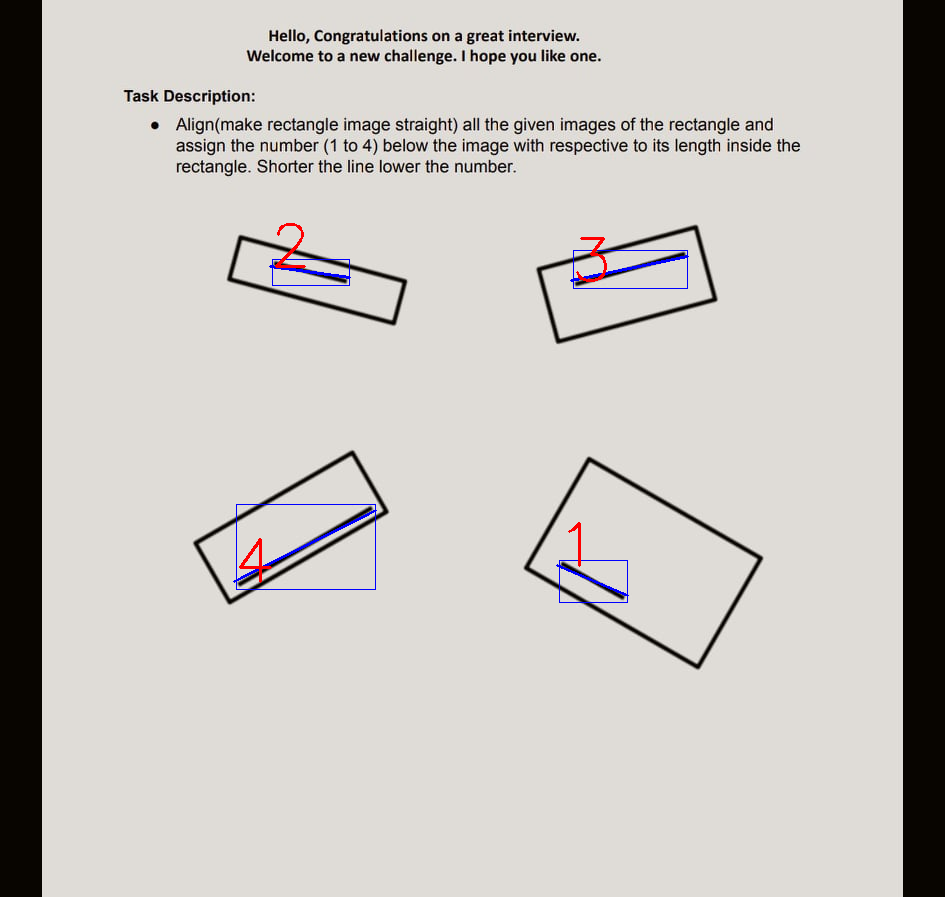 Hello, Congratulations on a great interview.
Welcome to a new challenge. I hope you like one.
Task Description:
● Align(make rectangle image straight) all the given images of the rectangle and
assign the number (1 to 4) below the image with respective to its length inside the
rectangle. Shorter the line lower the number.
2
3
4
1